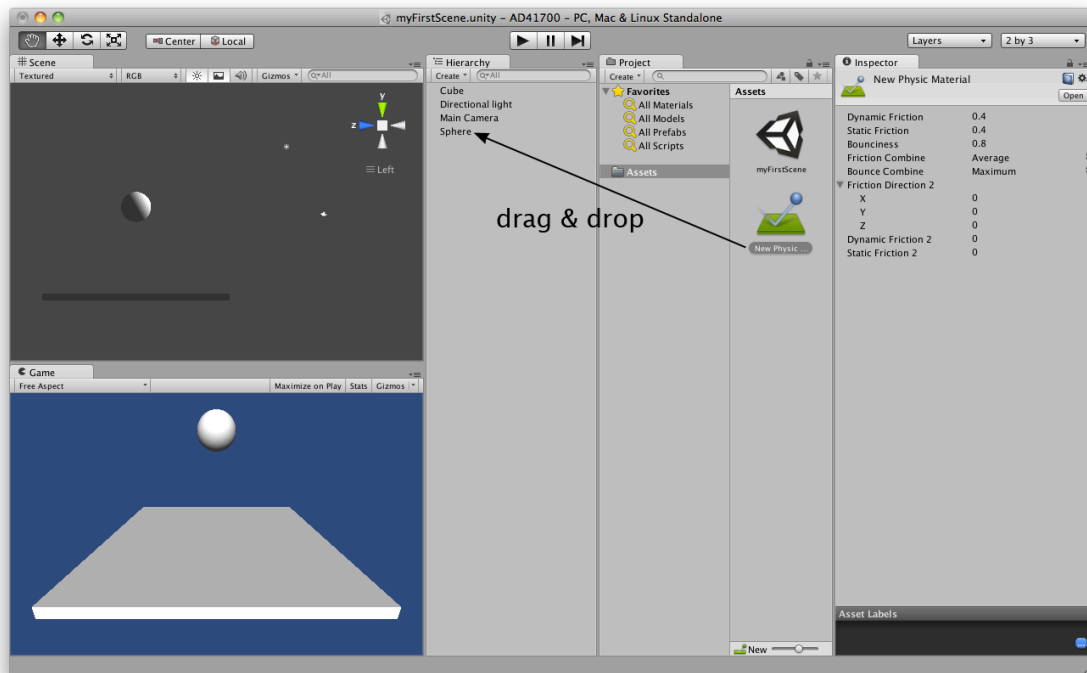 myFirstScene.unity – AD41700 – PC, Mac & Linux Standalone
Center Local
Layers 2 by 3
Scene
Textured RGB Gizmos All
y
z
Left
Game
Free Aspect Maximize on Play Stats Gizmos
Hierarchy
Create All
Cube
Directional light
Main Camera
Sphere
drag & drop
Project
Create
Favorites
All Materials
All Models
All Prefabs
All Scripts
Assets
Assets
myFirstScene
New Physic ...
New
Inspector
New Physic Material
Open
Dynamic Friction 0.4
Static Friction 0.4
Bounciness 0.8
Friction Combine Average
Bounce Combine Maximum
Friction Direction 2
X 0
Y 0
Z 0
Dynamic Friction 2 0
Static Friction 2 0
Asset Labels